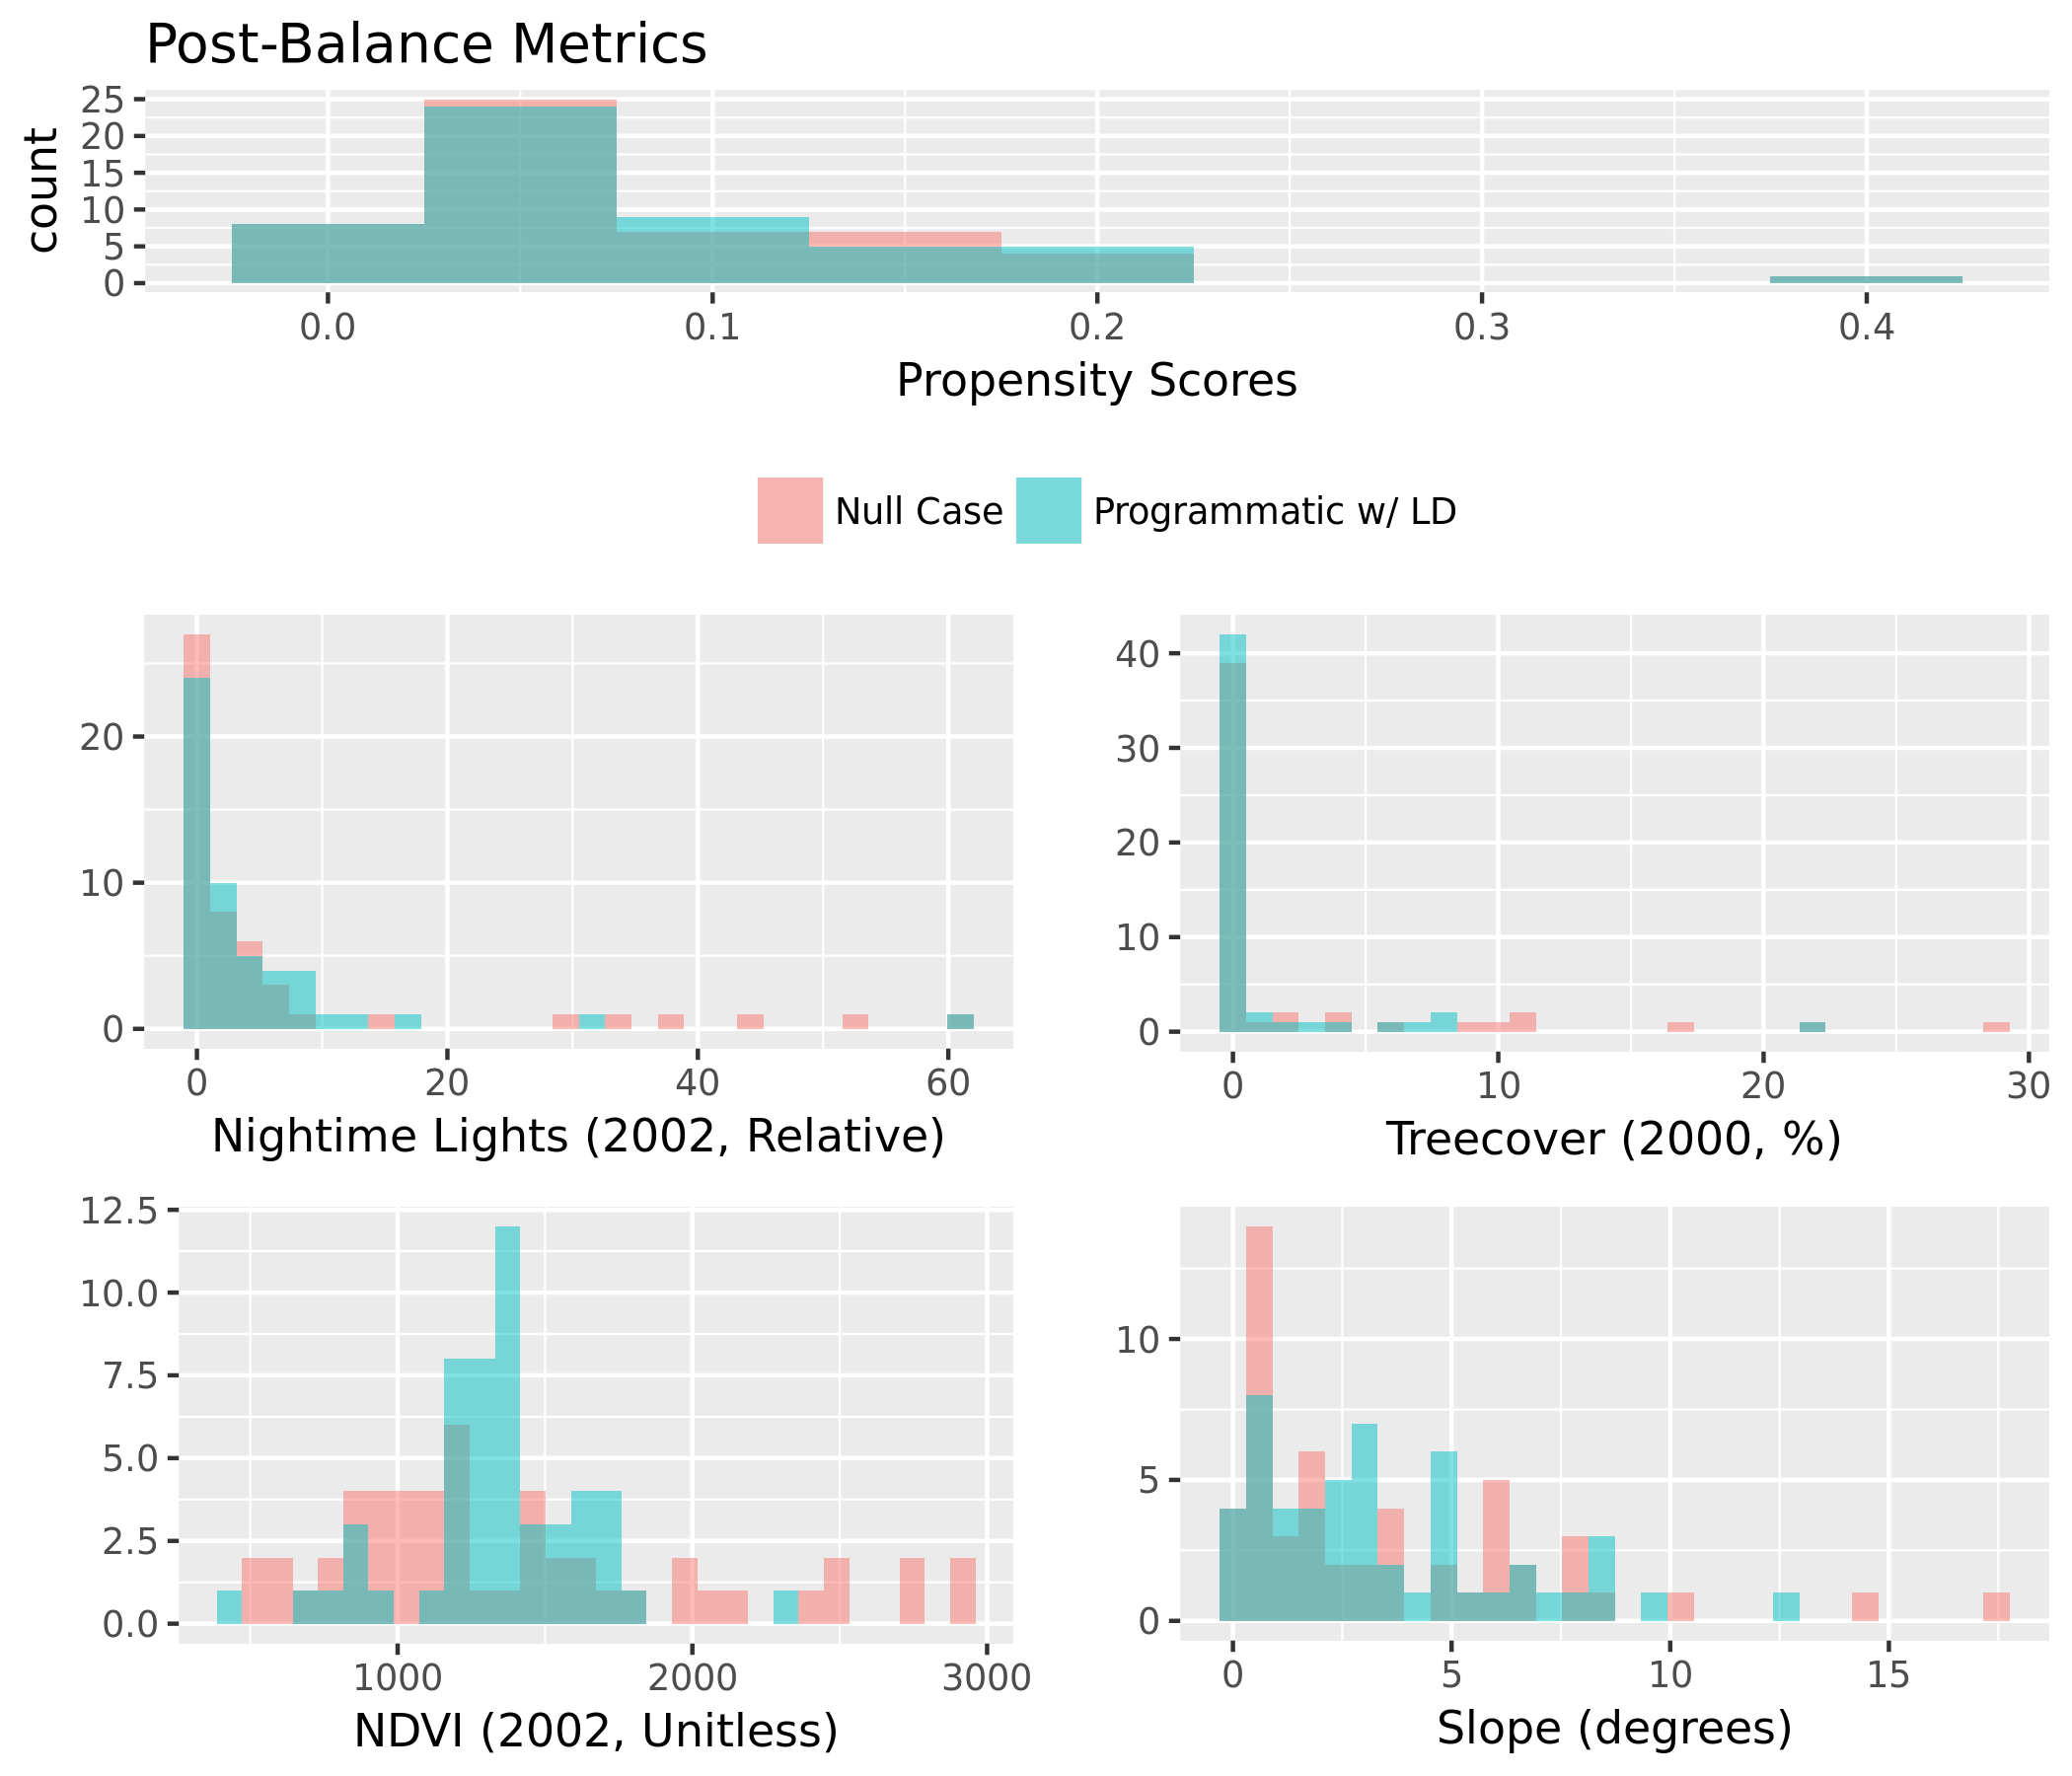 Post-Balance Metrics
25
20
15
10
5
0
count
0.0 0.1 0.2 0.3 0.4
Propensity Scores
Null Case Programmatic w/ LD
20
10
0
0 20 40 60
Nightime Lights (2002, Relative)
40
30
20
10
0
0 10 20 30
Treecover (2000, %)
12.5
10.0
7.5
5.0
2.5
0.0
1000 2000 3000
NDVI (2002, Unitless)
10
5
0
0 5 10 15
Slope (degrees)